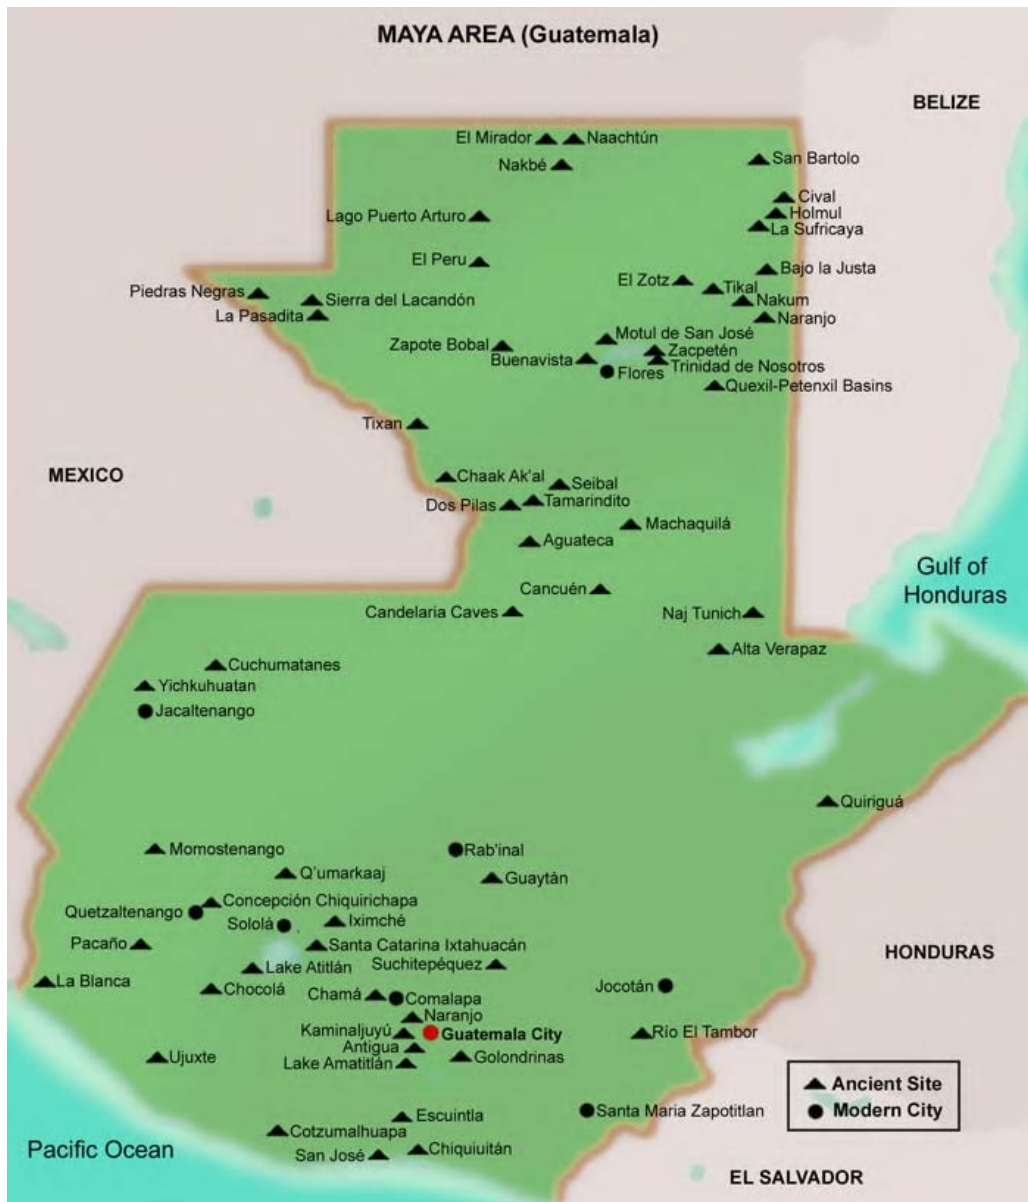 MAYA AREA (Guatemala)
BELIZE
El Mirador
Naachtún
Nakbé
San Bartolo
Cival
Lago Puerto Arturo
Holmul
La Sufricaya
El Peru
Bajo la Justa
El Zotz
Tikal
Piedras Negras
Sierra del Lacandón
Nakum
La Pasadita
Naranjo
Motul de San José
Zapote Bobal
Zacpetén
Buenavista
Trinidad de Nosotros
Flores
Quexil-Petenxil Basins
Tixan
MEXICO
Chaak Ak'al
Seibal
Dos Pilas
Tamarindito
Machaquilá
Aguateca
Gulf of
Honduras
Cancuén
Candelaria Caves
Naj Tunich
Alta Verapaz
Cuchumatanes
Yichkuhuatan
Jacaltenango
Quiriguá
Momostenango
Rab'inal
Q'umarkaaj
Guaytán
Concepción Chiquirichapa
Quetzaltenango
Sololá
Iximché
Pacaño
Santa Catarina Ixtahuacán
HONDURAS
Suchitepéquez
Lake Atitlán
La Blanca
Chocolá
Jocotán
Chamá
Comalapa
Naranjo
Kaminaljuyú
Guatemala City
Río El Tambor
Antigua
Ujuxte
Golondrinas
Lake Amatitlán
Ancient Site
Modern City
Escuintla
Santa Maria Zapotitlan
Cotzumalhuapa
Pacific Ocean
Chiquiuitán
San José
EL SALVADOR